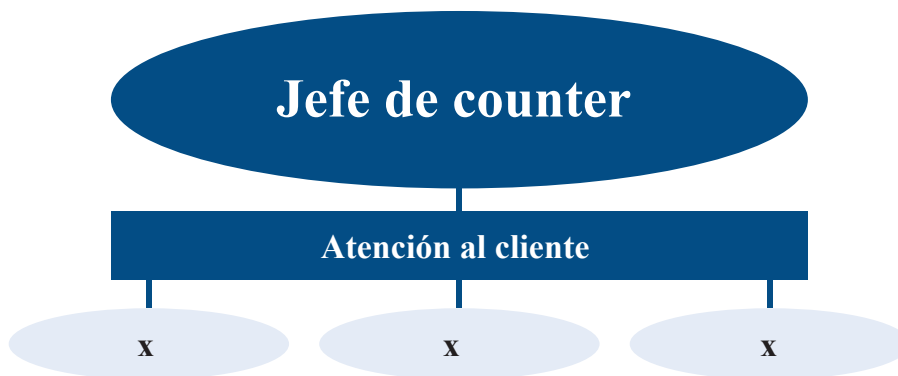 Jefe de counter
Atención al cliente
x x x